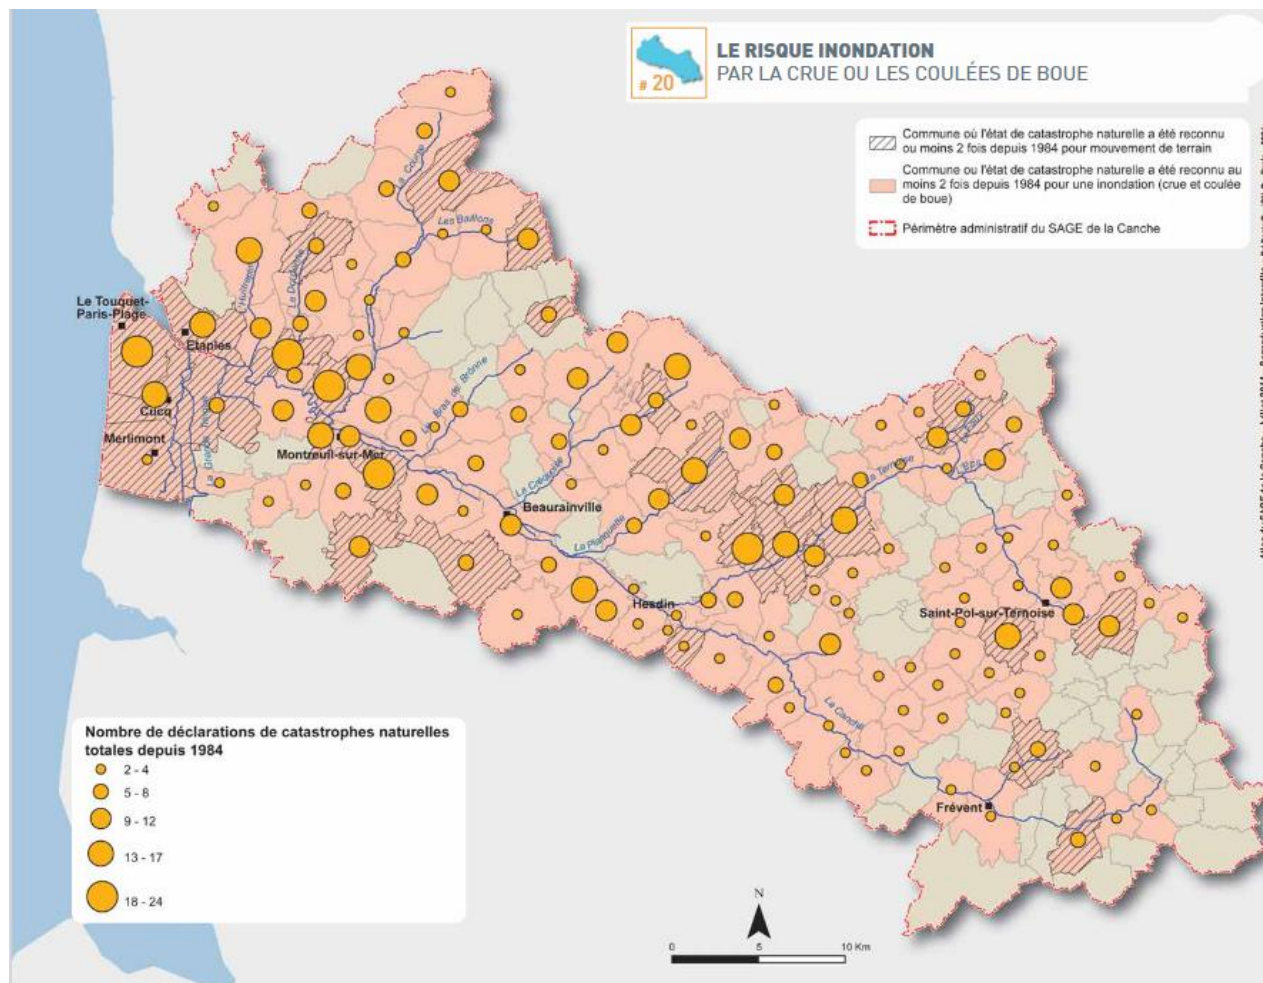 LE RISQUE INONDATION
# 20
PAR LA CRUE OU LES COULÉES DE BOUE
Commune où l'état de catastrophe naturelle a été reconnu
ou moins 2 fois depuis 1984 pour mouvement de terrain
Commune ou l'état de catastrophe naturelle a été reconnu au
moins 2 fois depuis 1984 pour une inondation (crue et coulée
de boue)
Périmètre administratif du SAGE de la Canche
La Course
Les Baillons
L'Huitrepin
La Dordonne
Le Touquet-
Paris-Plage
Etaples
Cucq
Merlimont
La Grande Tringue
Montreuil-sur-Mer
Le Bras de Brônne
La Créquoise
Beaurainville
La Planquette
Hesdin
La Ternoise
L'Eps
Saint-Pol-sur-Ternoise
La Canche
Frévent
Nombre de déclarations de catastrophes naturelles
totales depuis 1984
2 - 4
5 - 8
9 - 12
13 - 17
18 - 24
N
0 5 10 Km